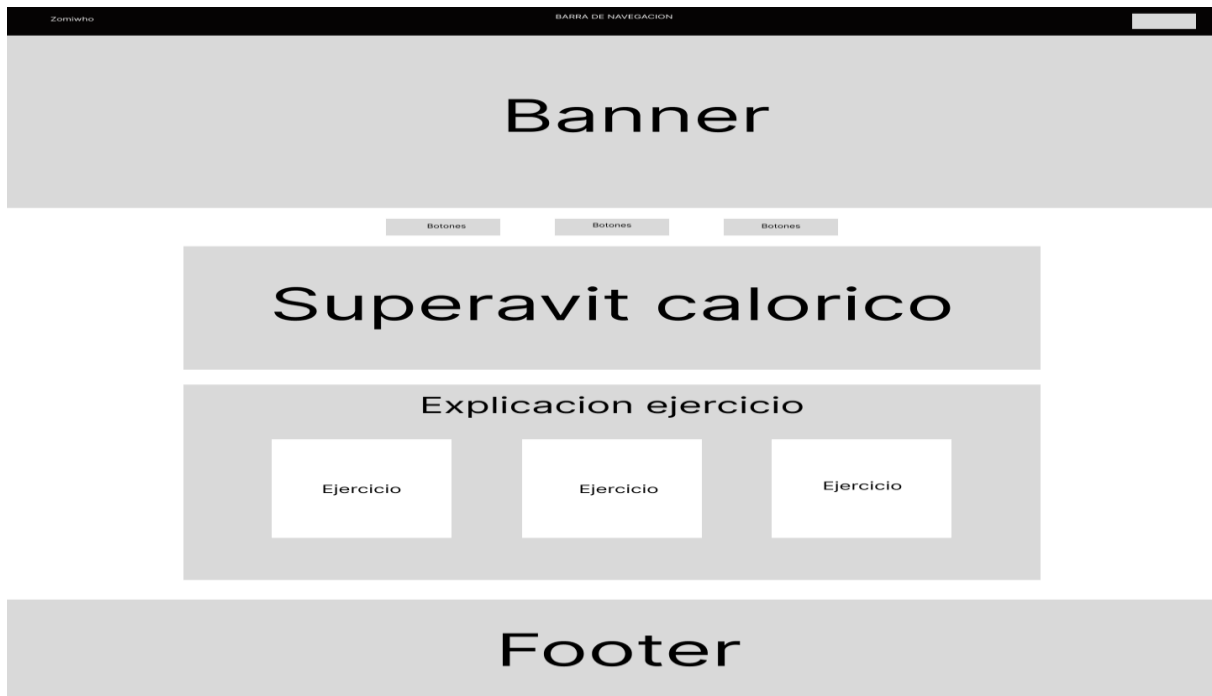 Zomiwho
BARRA DE NAVEGACION
Banner
Botones
Botones
Botones
Superavit calorico
Explicacion ejercicio
Ejercicio
Ejercicio
Ejercicio
Footer